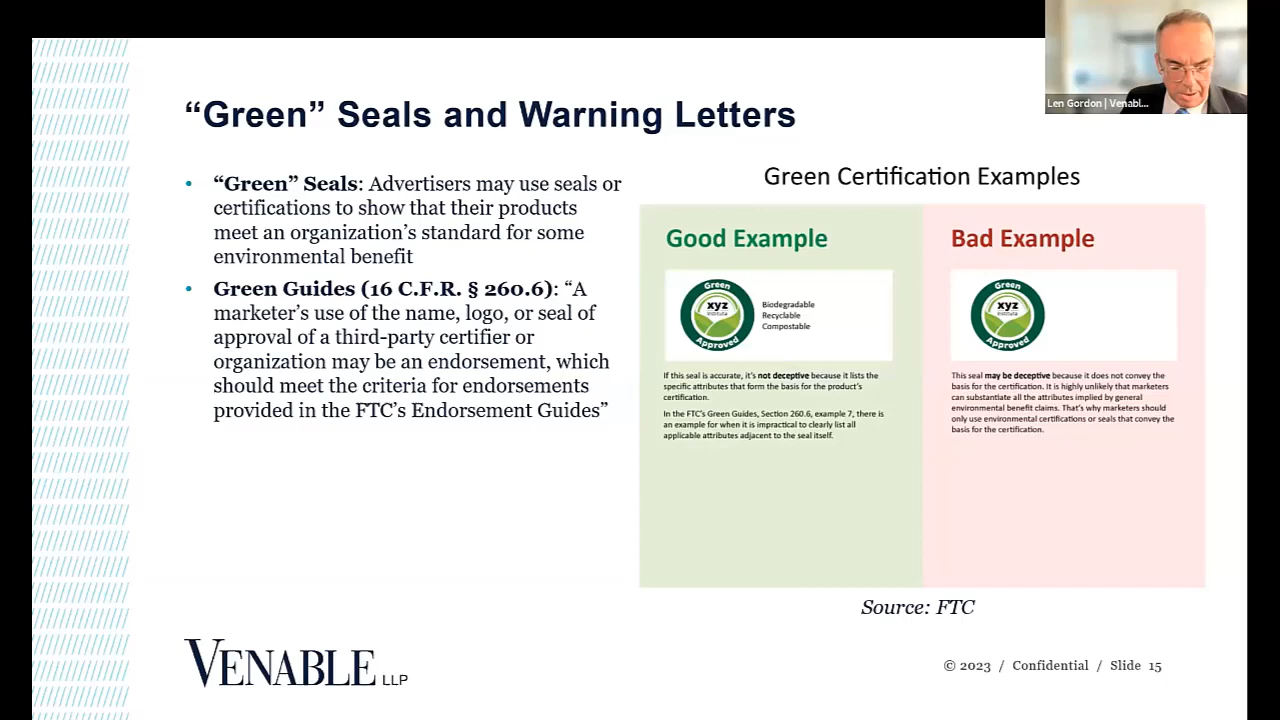 Len Gordon | Venabl...
“Green” Seals and Warning Letters
• “Green” Seals: Advertisers may use seals or
certifications to show that their products
meet an organization’s standard for some
environmental benefit
• Green Guides (16 C.F.R. § 260.6): “A
marketer’s use of the name, logo, or seal of
approval of a third-party certifier or
organization may be an endorsement, which
should meet the criteria for endorsements
provided in the FTC’s Endorsement Guides”
Green Certification Examples
Good Example
Green
xyz
Approved
Biodegradable
Recyclable
Compostable
If this seal is accurate, it’s not deceptive because it lists the
specific attributes that form the basis for the product’s
certification.
In the FTC’s Green Guides, Section 260.6, example 7, there is
an example for when it is impractical to clearly list all
applicable attributes adjacent to the seal itself.
Bad Example
Green
xyz
Approved
This seal may be deceptive because it does not convey the
basis for the certification. It is highly unlikely that marketers
can substantiate all the attributes implied by general
environmental benefit claims. That’s why marketers should
only use environmental certifications or seals that convey the
basis for the certification.
Source: FTC
VENABLE LLP
© 2023 / Confidential / Slide 15